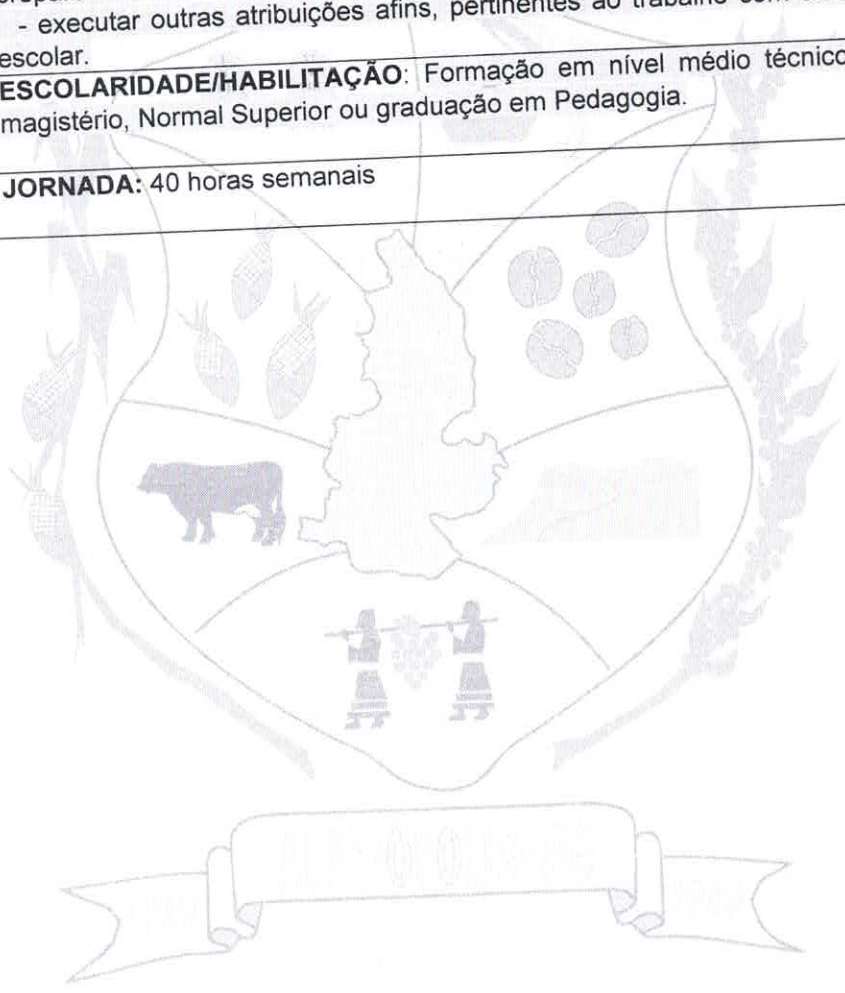 - executar outras atribuições afins, pertinentes ao trabalho com
escolar.
ESCOLARIDADE/HABILITAÇÃO: Formação em nível médio técnico
magistério, Normal Superior ou graduação em Pedagogia.
JORNADA: 40 horas semanais